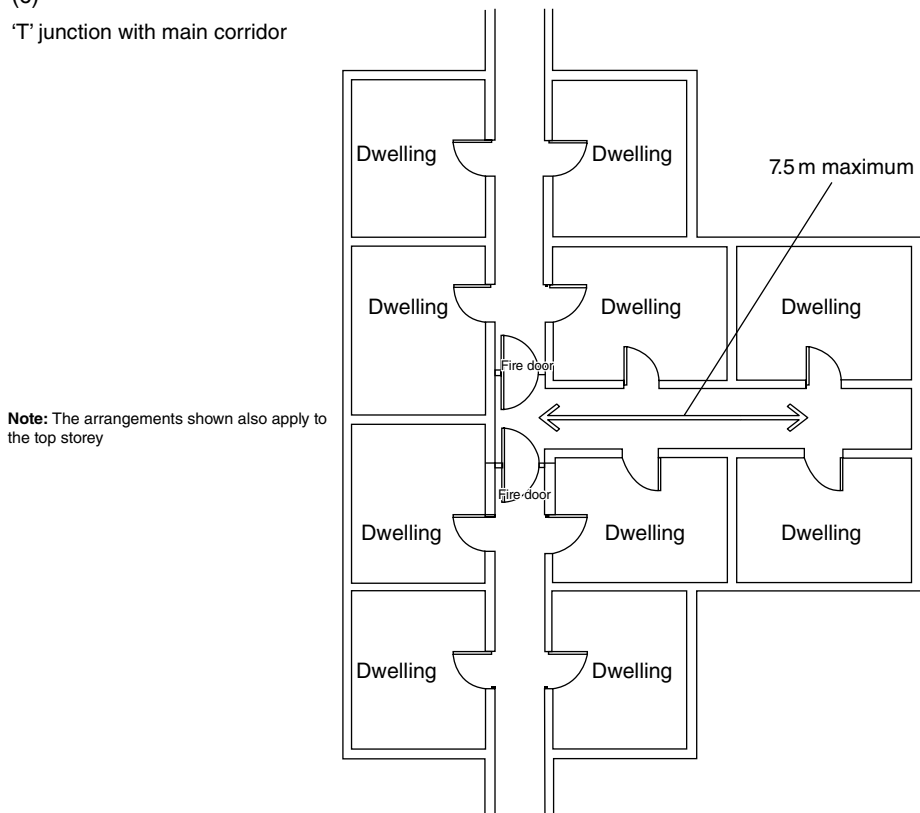 'T' junction with main corridor
Dwelling
Dwelling
7.5 m maximum
Dwelling
Dwelling
Dwelling
Fire door
Note: The arrangements shown also apply to
the top storey
Fire door
Dwelling
Dwelling
Dwelling
Dwelling
Dwelling